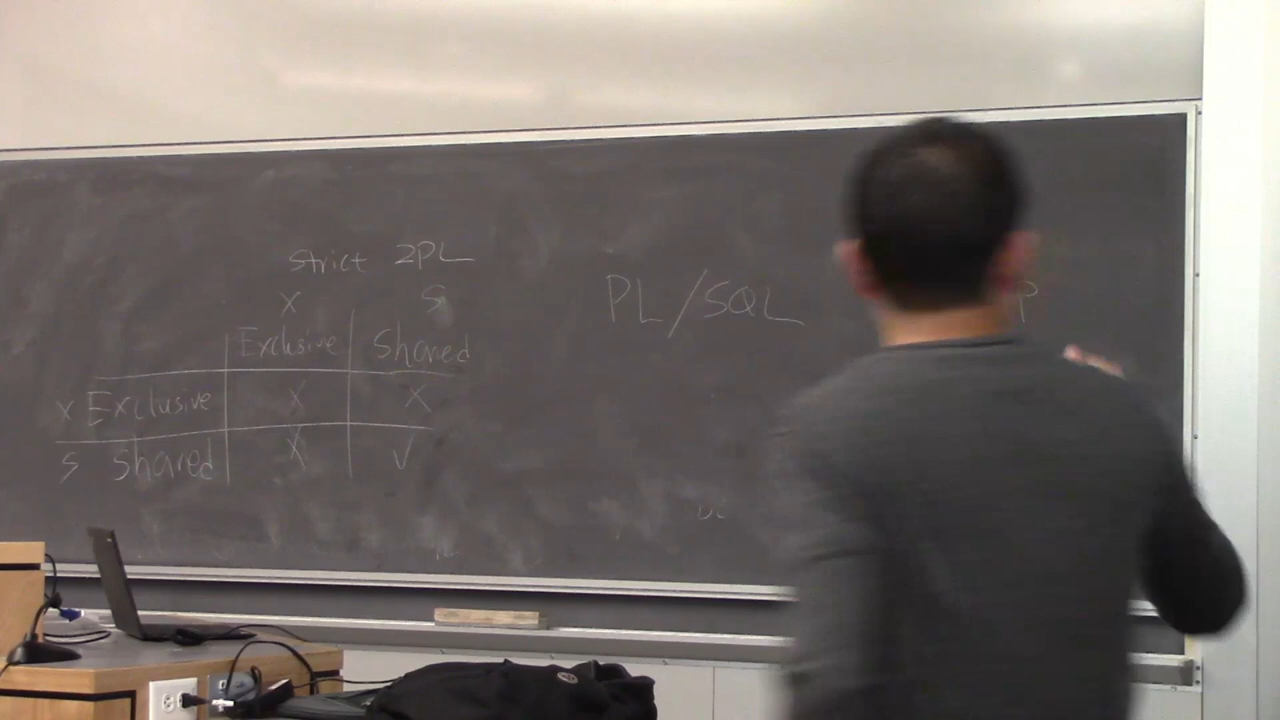 strict 2PL
X S
Exclusive Shared
X Exclusive X X
S Shared X ✓
PL/SQL
P